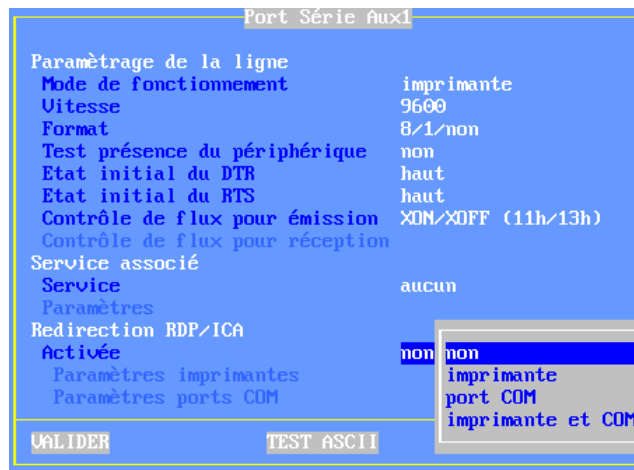 Port Série Aux1
Paramètrage de la ligne
Mode de fonctionnement imprimante
Vitesse 9600
Format 8/1/non
Test présence du périphérique non
Etat initial du DTR haut
Etat initial du RTS haut
Contrôle de flux pour émission XON/XOFF (11h/13h)
Contrôle de flux pour réception
Service associé
Service aucun
Paramètres
Redirection RDP/ICA
Activée non non
Paramètres imprimantes imprimante
Paramètres ports COM port COM
imprimante et COM
VALIDER TEST ASCII